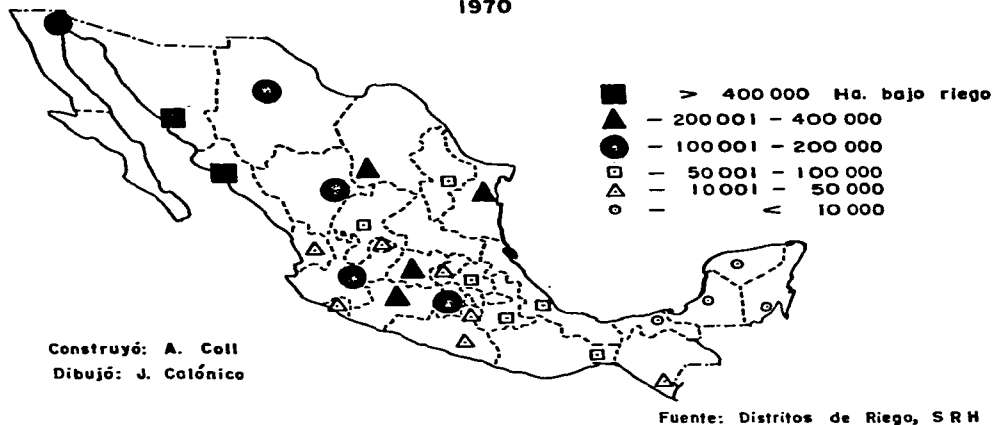 1970
> 400 000 Ha. bajo riego
— 200 001 — 400 000
— 100 001 — 200 000
— 50 001 — 100 000
— 10 001 — 50 000
— < 10 000
Construyó: A. Coll
Dibujó: J. Calónico
Fuente: Distritos de Riego, S R H